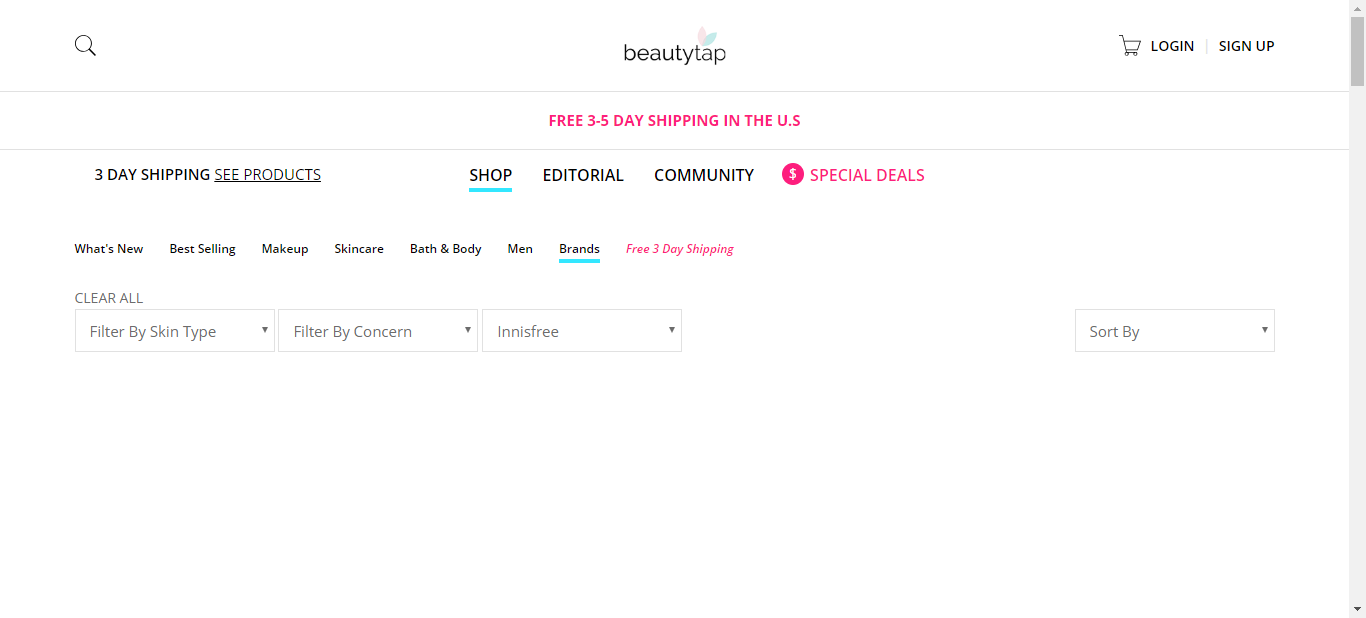 beautytap
LOGIN
SIGN UP
FREE 3-5 DAY SHIPPING IN THE U.S
3 DAY SHIPPING SEE PRODUCTS
SHOP
EDITORIAL
COMMUNITY
$ SPECIAL DEALS
What's New
Best Selling
Makeup
Skincare
Bath & Body
Men
Brands
Free 3 Day Shipping
CLEAR ALL
Filter By Skin Type
Filter By Concern
Innisfree
Sort By